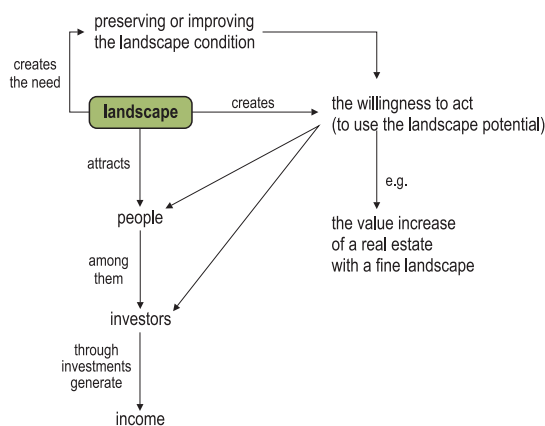 preserving or improving
the landscape condition
creates
the need
landscape
creates
the willingness to act
(to use the landscape potential)
attracts
e.g.
people
the value increase
of a real estate
with a fine landscape
among
them
investors
through
investments
generate
income